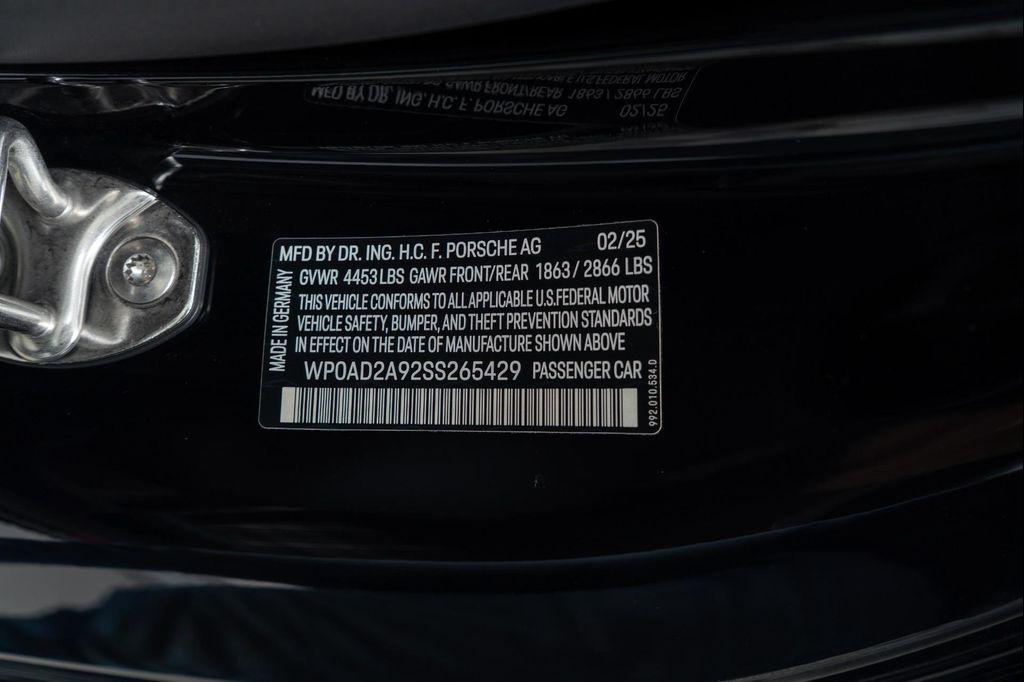 MFD BY DR. ING. H.C. F. PORSCHE AG 02/25
GVWR 4453 LBS GAWR FRONT/REAR 1863 / 2866 LBS
THIS VEHICLE CONFORMS TO ALL APPLICABLE U.S.FEDERAL MOTOR
VEHICLE SAFETY, BUMPER, AND THEFT PREVENTION STANDARDS
IN EFFECT ON THE DATE OF MANUFACTURE SHOWN ABOVE
WP0AD2A92SS265429 PASSENGER CAR
MADE IN GERMANY
992.010.534.D